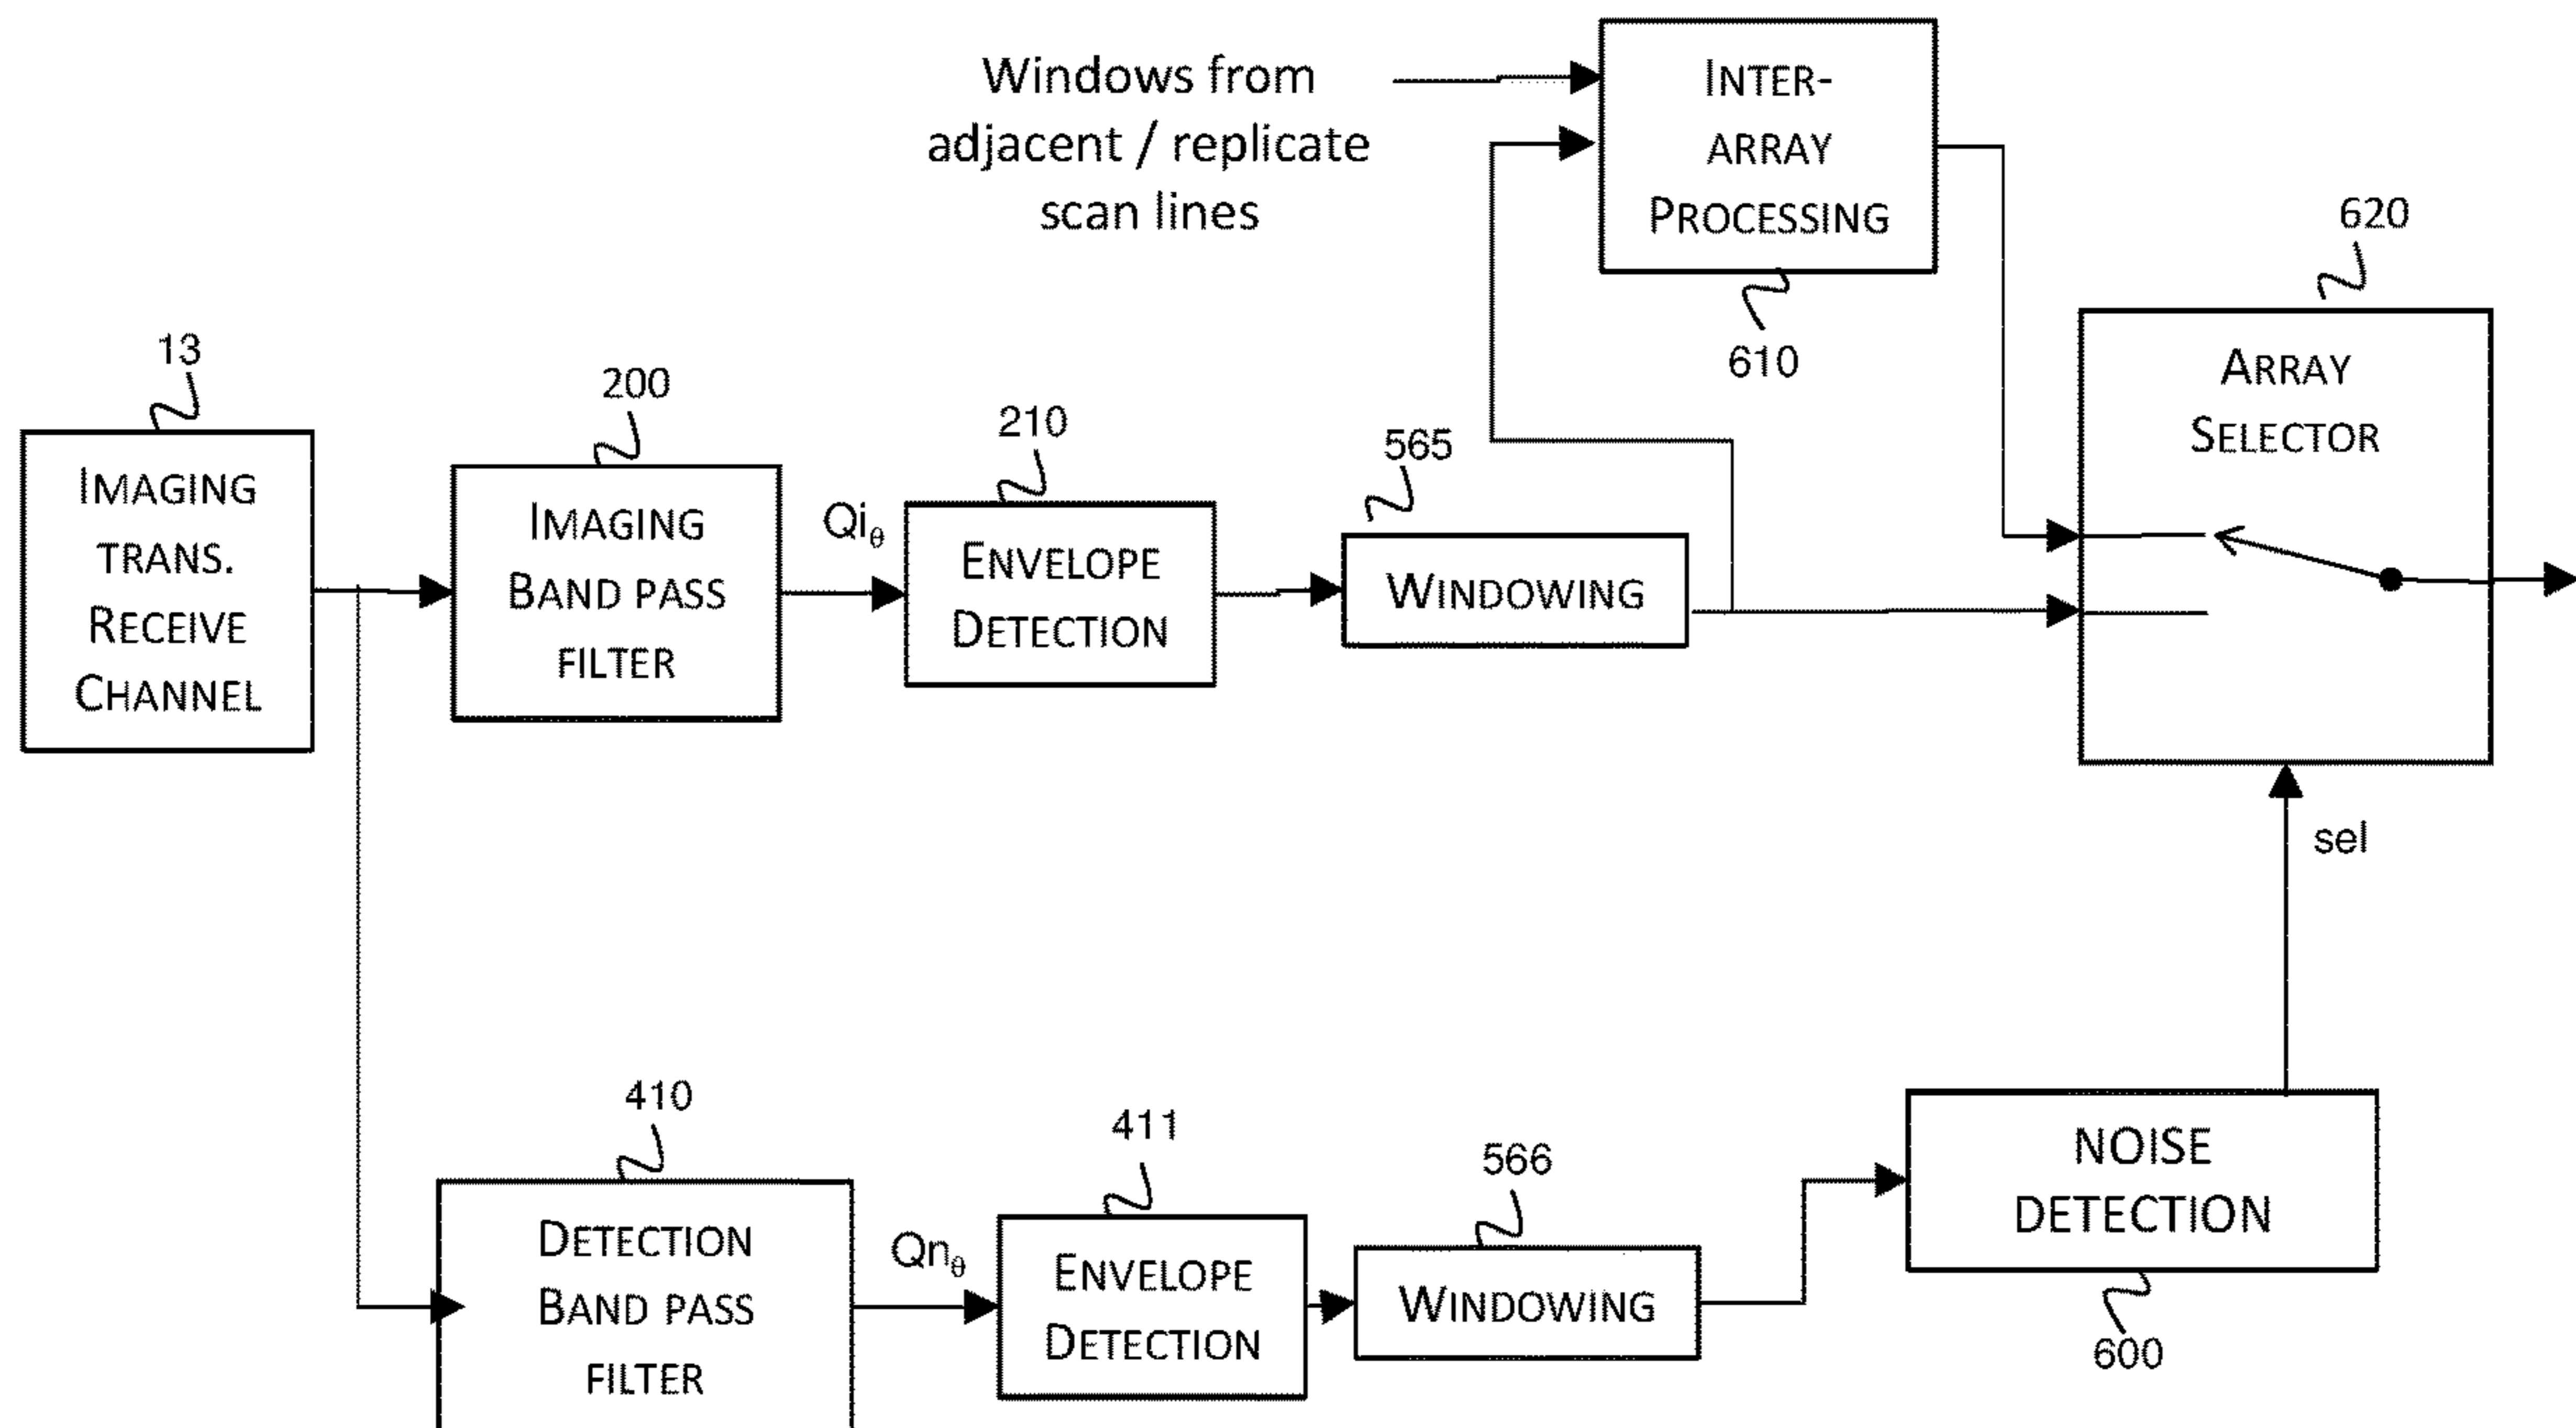 Windows from
adjacent / replicate
scan lines
INTER-
ARRAY
PROCESSING
610
620
ARRAY
SELECTOR
13
IMAGING
TRANS.
RECEIVE
CHANNEL
200
IMAGING
BAND PASS
FILTER
Qiθ
210
ENVELOPE
DETECTION
565
WINDOWING
sel
410
DETECTION
BAND PASS
FILTER
Qnθ
411
ENVELOPE
DETECTION
566
WINDOWING
NOISE
DETECTION
600